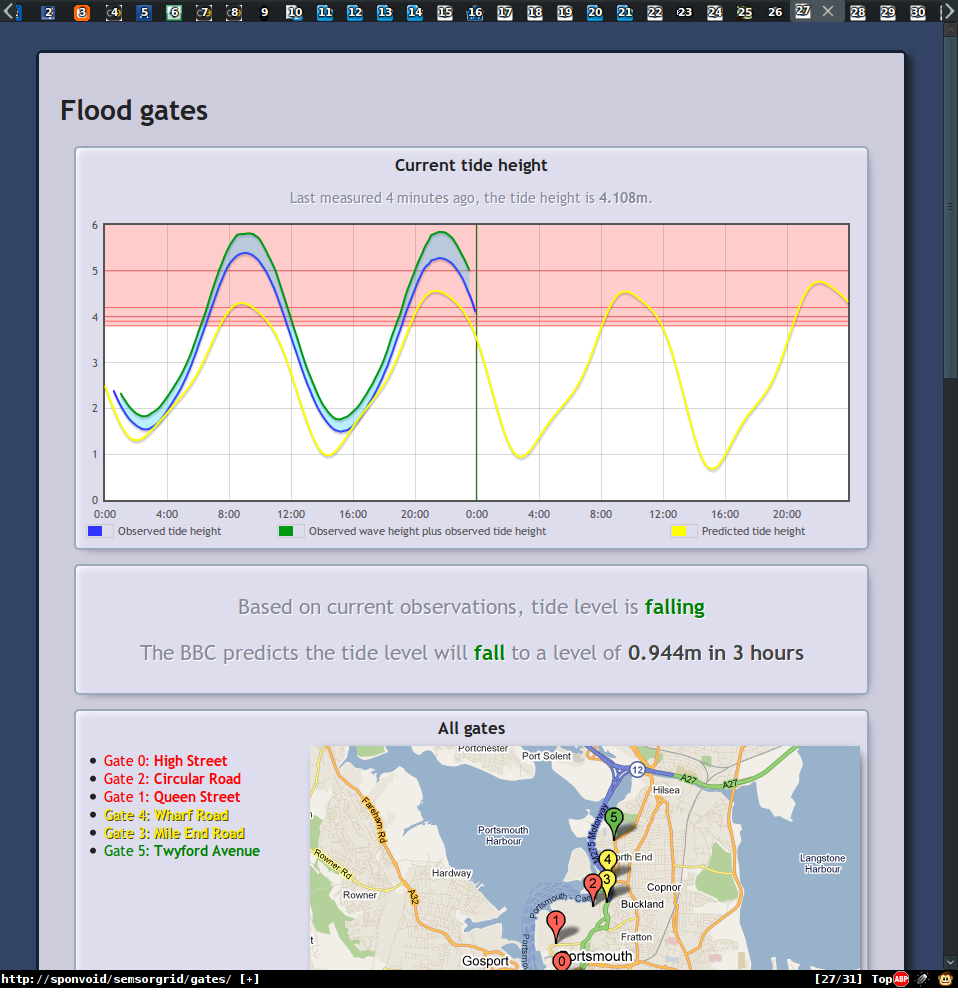 2 3 4 5 6 7 8 9 10 11 12 13 14 15 16 17 18 19 20 21 22 23 24 25 26 27 28 29 30
Flood gates
Current tide height
Last measured 4 minutes ago, the tide height is 4.108m.
6
5
4
3
2
1
0
0:00 4:00 8:00 12:00 16:00 20:00 0:00 4:00 8:00 12:00 16:00 20:00
Observed tide height Observed wave height plus observed tide height Predicted tide height
Based on current observations, tide level is falling
The BBC predicts the tide level will fall to a level of 0.944m in 3 hours
All gates
Gate 0: High Street
Gate 2: Circular Road
Gate 1: Queen Street
Gate 4: Wharf Road
Gate 3: Mile End Road
Gate 5: Twyford Avenue
Portchester
Port Solent
12
A27
A27
Hilsea
Fareham Rd
M275 Motorway
5
Portsmouth
Harbour
4
orth End
Langstone
Harbour
Rowner Rd
Hardway
2
3
Copnor
Rowner
A32
Portsmouth - Cae
Buckland
1
Fratton
Portsmo
Gosport
0
ortsmouth
http://sponvoid/semsorgrid/gates/ [+]
[27/31] Top
ABP